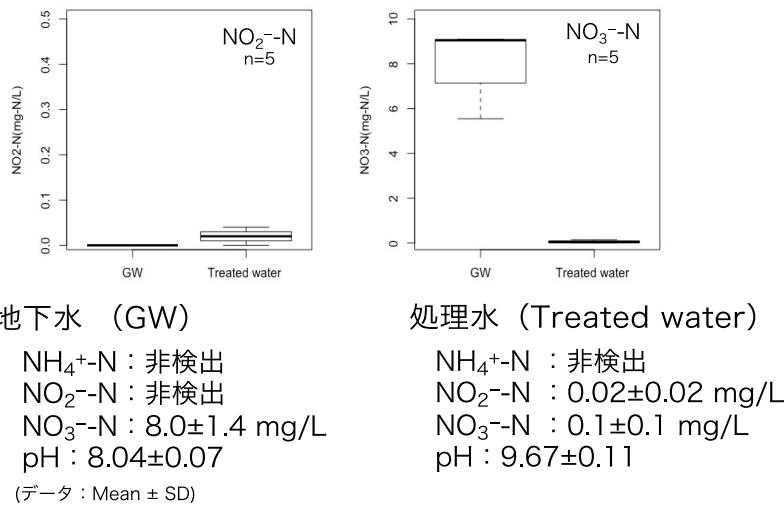 NO₂⁻-N
n=5
NO2-N(mg-N/L)
0.5
0.4
0.3
0.2
0.1
0.0
GW Treated water
NO₃⁻-N
n=5
NO3-N(mg-N/L)
10
8
6
4
2
0
GW Treated water
地下水 （GW）
NH₄⁺-N：非検出
NO₂⁻-N：非検出
NO₃⁻-N：8.0±1.4 mg/L
pH：8.04±0.07
(データ：Mean ± SD)
処理水（Treated water）
NH₄⁺-N ：非検出
NO₂⁻-N ：0.02±0.02 mg/L
NO₃⁻-N ：0.1±0.1 mg/L
pH：9.67±0.11